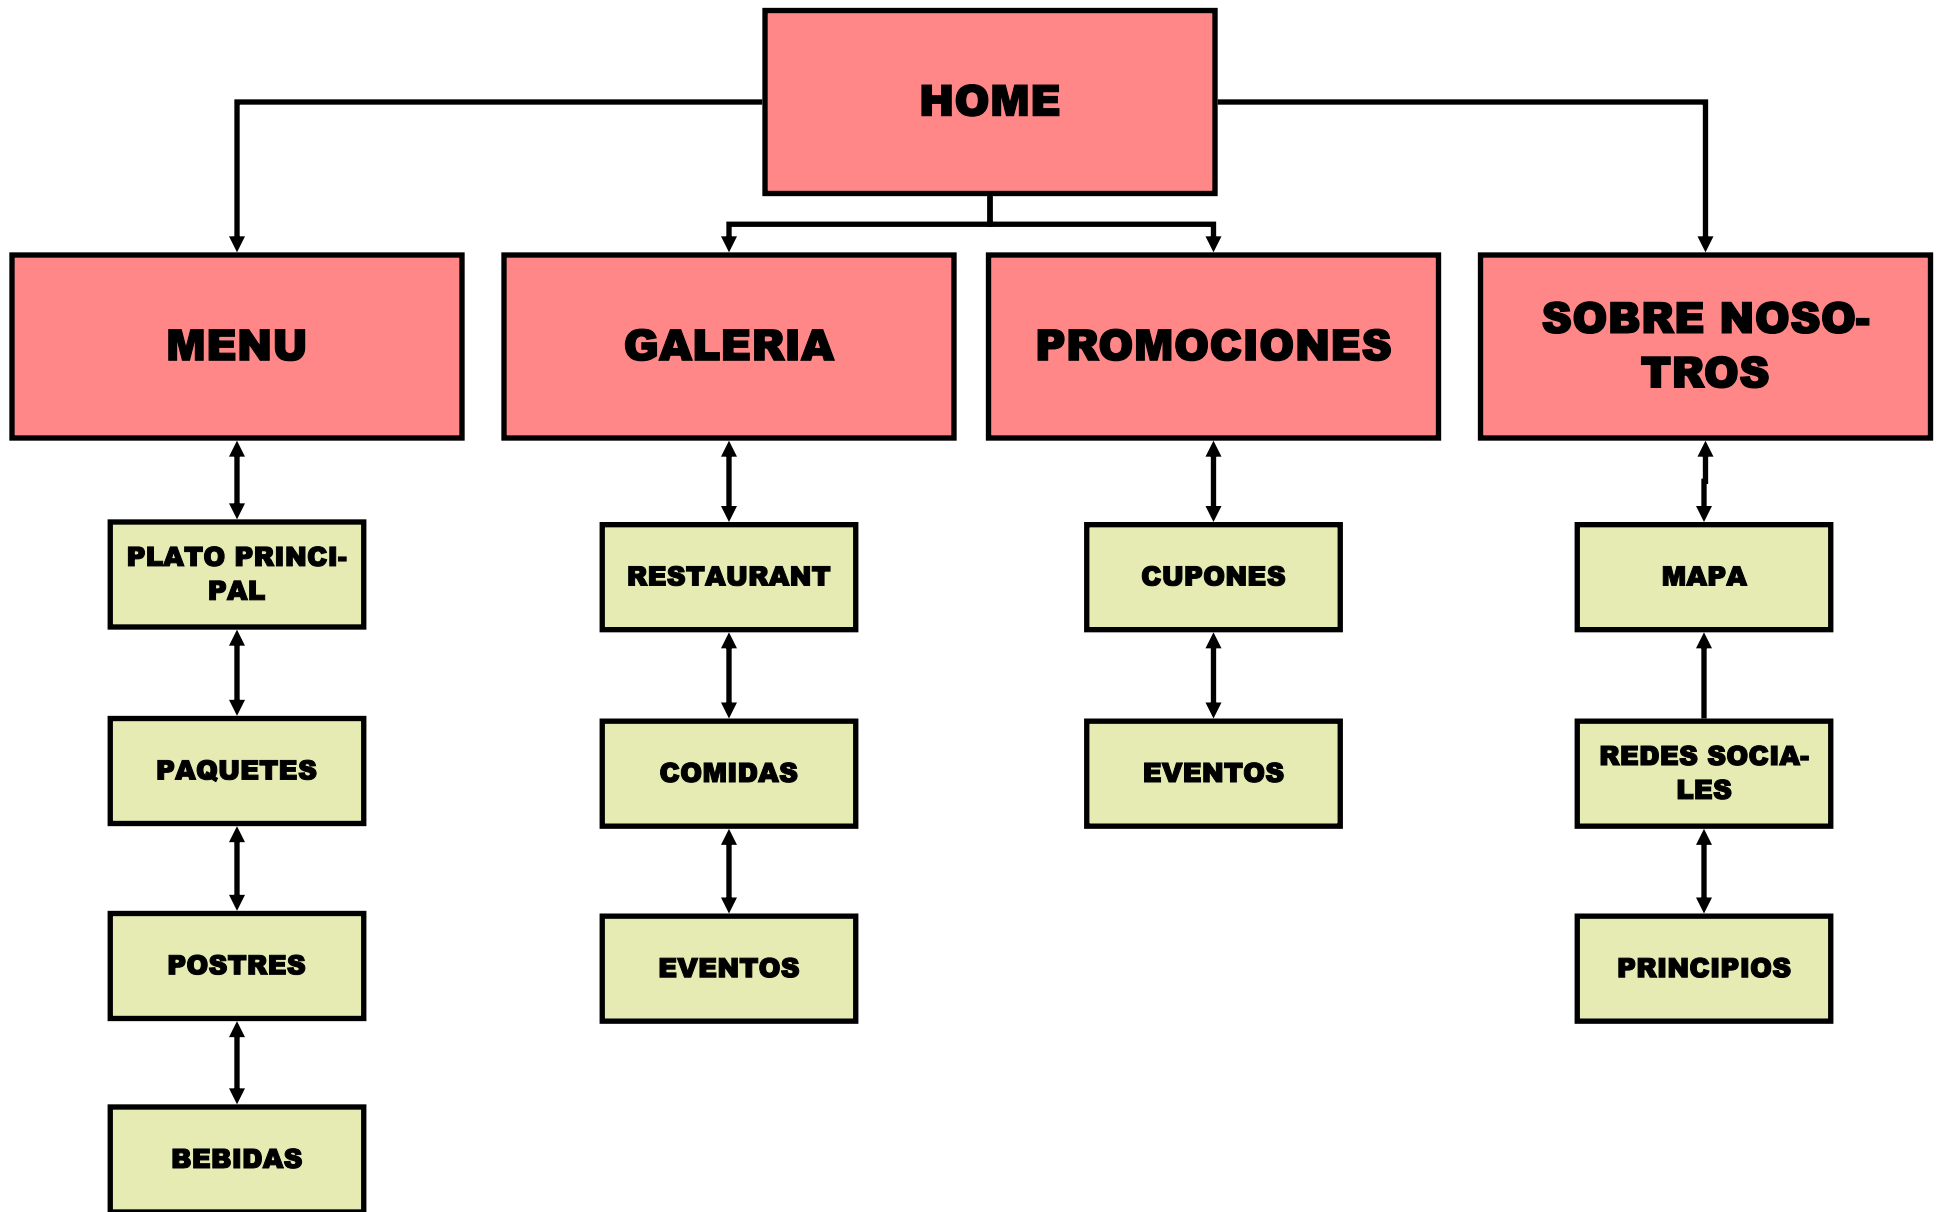 HOME
MENU
GALERIA
PROMOCIONES
SOBRE NOSO-
TROS
PLATO PRINCI-
PAL
PAQUETES
POSTRES
BEBIDAS
RESTAURANT
COMIDAS
EVENTOS
CUPONES
EVENTOS
MAPA
REDES SOCIA-
LES
PRINCIPIOS